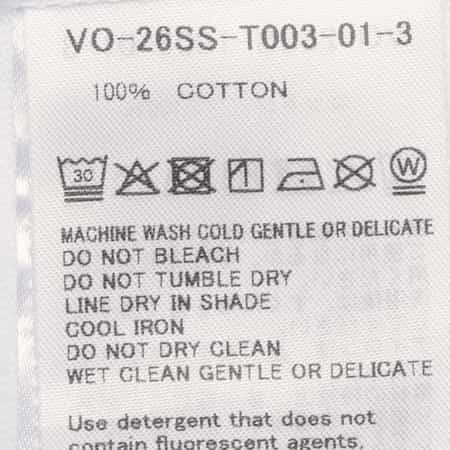 VO-26SS-T003-01-3
100% COTTON
30 W
MACHINE WASH COLD GENTLE OR DELICATE
DO NOT BLEACH
DO NOT TUMBLE DRY
LINE DRY IN SHADE
COOL IRON
DO NOT DRY CLEAN
WET CLEAN GENTLE OR DELICATE
Use detergent that does not
contain fluorescent agents.